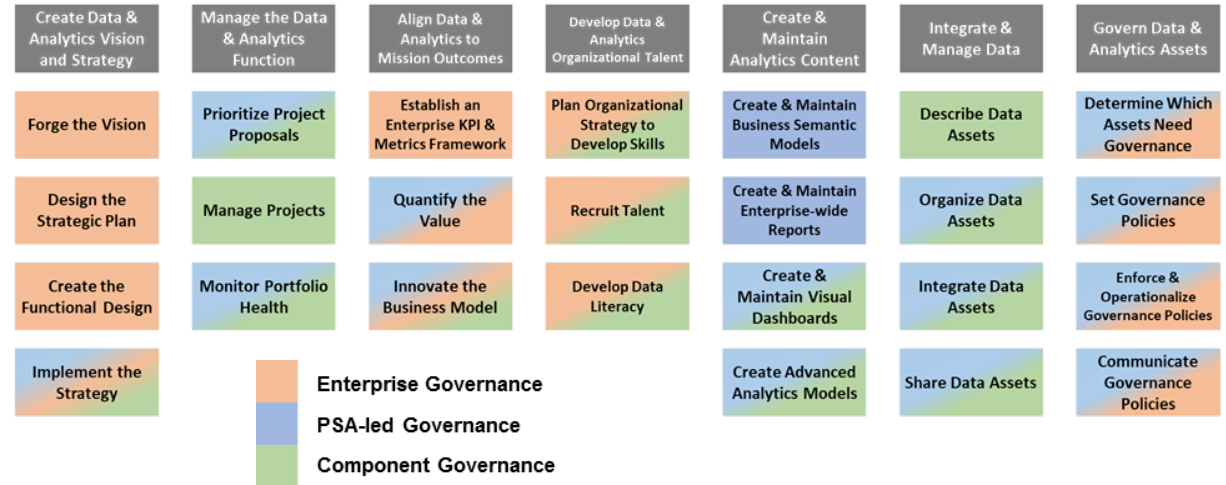 Create Data &
Analytics Vision
and Strategy
Manage the Data
& Analytics
Function
Align Data &
Analytics to
Mission Outcomes
Develop Data &
Analytics
Organizational Talent
Create &
Maintain
Analytics Content
Integrate &
Manage Data
Govern Data &
Analytics Assets
Forge the Vision
Prioritize Project
Proposals
Establish an
Enterprise KPI &
Metrics Framework
Plan Organizational
Strategy to
Develop Skills
Create & Maintain
Business Semantic
Models
Describe Data
Assets
Determine Which
Assets Need
Governance
Design the
Strategic Plan
Manage Projects
Quantify the
Value
Recruit Talent
Create & Maintain
Enterprise-wide
Reports
Organize Data
Assets
Set Governance
Policies
Create the
Functional Design
Monitor Portfolio
Health
Innovate the
Business Model
Develop Data
Literacy
Create &
Maintain Visual
Dashboards
Integrate Data
Assets
Enforce &
Operationalize
Governance Policies
Implement the
Strategy
Create Advanced
Analytics Models
Share Data Assets
Communicate
Governance
Policies
Enterprise Governance
PSA-led Governance
Component Governance